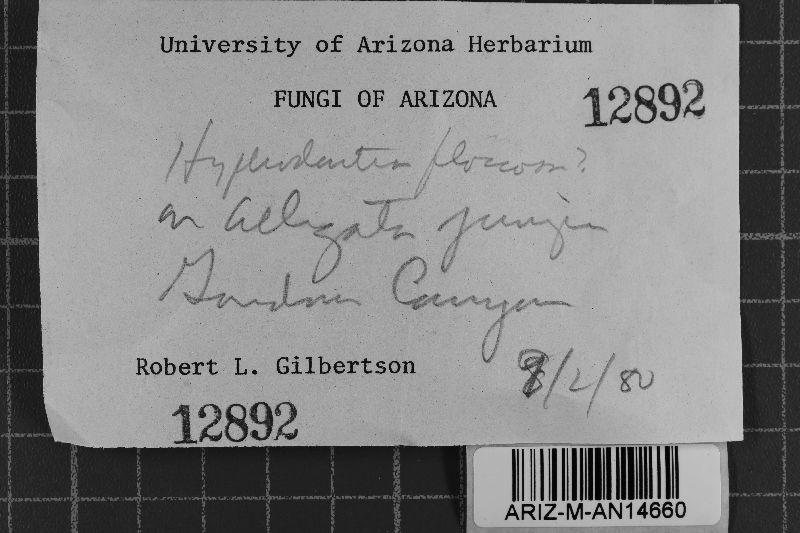 University of Arizona Herbarium
FUNGI OF ARIZONA
12892
Hyphodontia floccosa?
on alligator juniper
Gardner Canyon
Robert L. Gilbertson
8/2/80
12892
ARIZ-M-AN14660